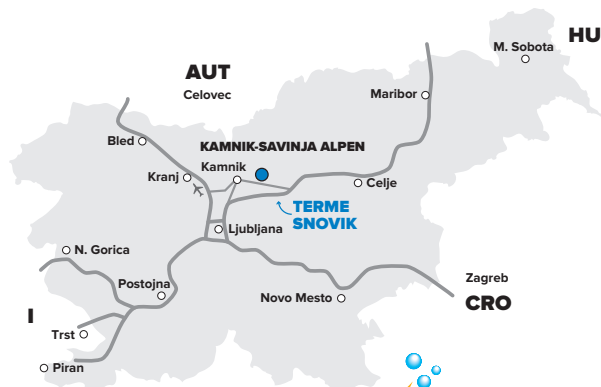 HU
M. Sobota
AUT
Celovec
Maribor
Bled
KAMNIK-SAVINJA ALPEN
Kamnik
Kranj
Celje
TERME
SNOVIK
Ljubljana
N. Gorica
Postojna
Zagreb
Novo Mesto
CRO
I
Trst
Piran